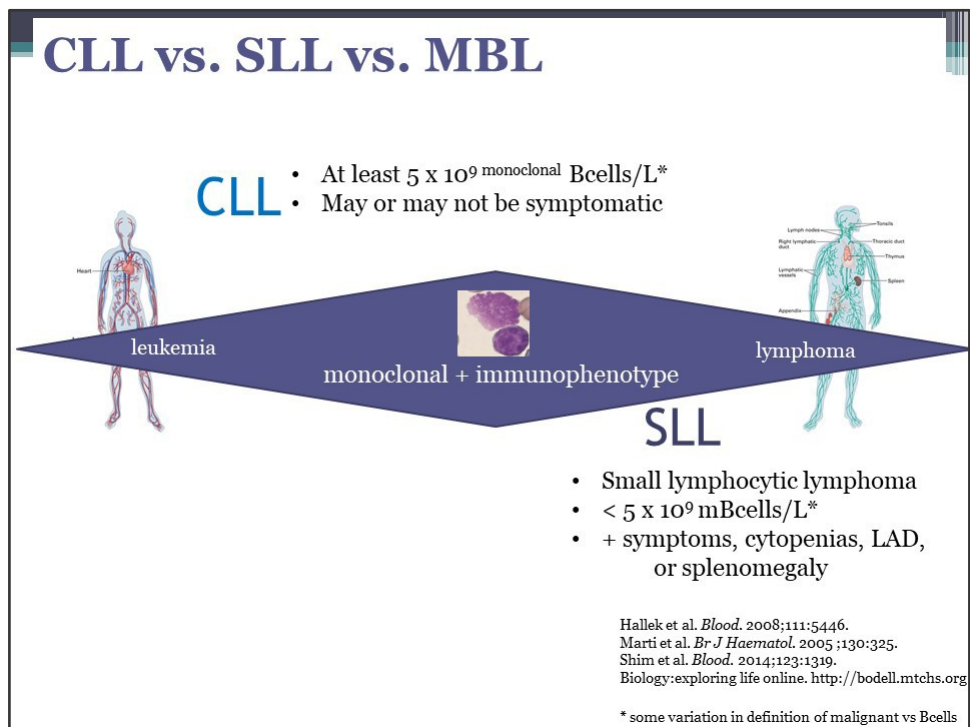 CLL vs. SLL vs. MBL
CLL
• At least 5 x 10⁹ ᵐᵒⁿᵒᶜˡᵒⁿᵃˡ Bcells/L*
• May or may not be symptomatic
Heart
Tonsils
Lymph nodes
Right lymphatic
duct
Thoracic duct
Thymus
Lymphatic
vessels
Spleen
Appendix
leukemia
lymphoma
monoclonal + immunophenotype
SLL
• Small lymphocytic lymphoma
• < 5 x 10⁹ mBcells/L*
• + symptoms, cytopenias, LAD,
or splenomegaly
Hallek et al. Blood. 2008;111:5446.
Marti et al. Br J Haematol. 2005 ;130:325.
Shim et al. Blood. 2014;123:1319.
Biology:exploring life online. http://bodell.mtchs.org
* some variation in definition of malignant vs Bcells